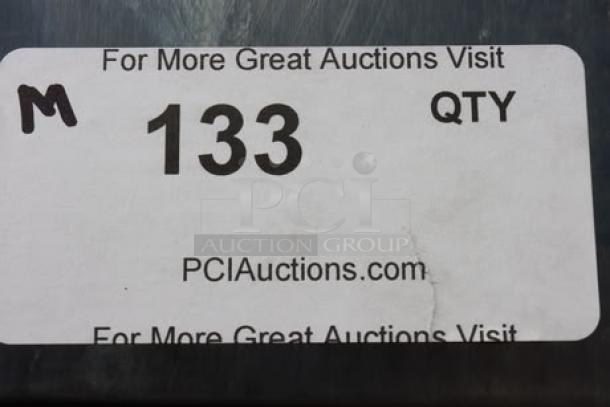 For More Great Auctions Visit
M
133
QTY
PCI
AUCTION GROUP
PCIAuctions.com
For More Great Auctions Visit